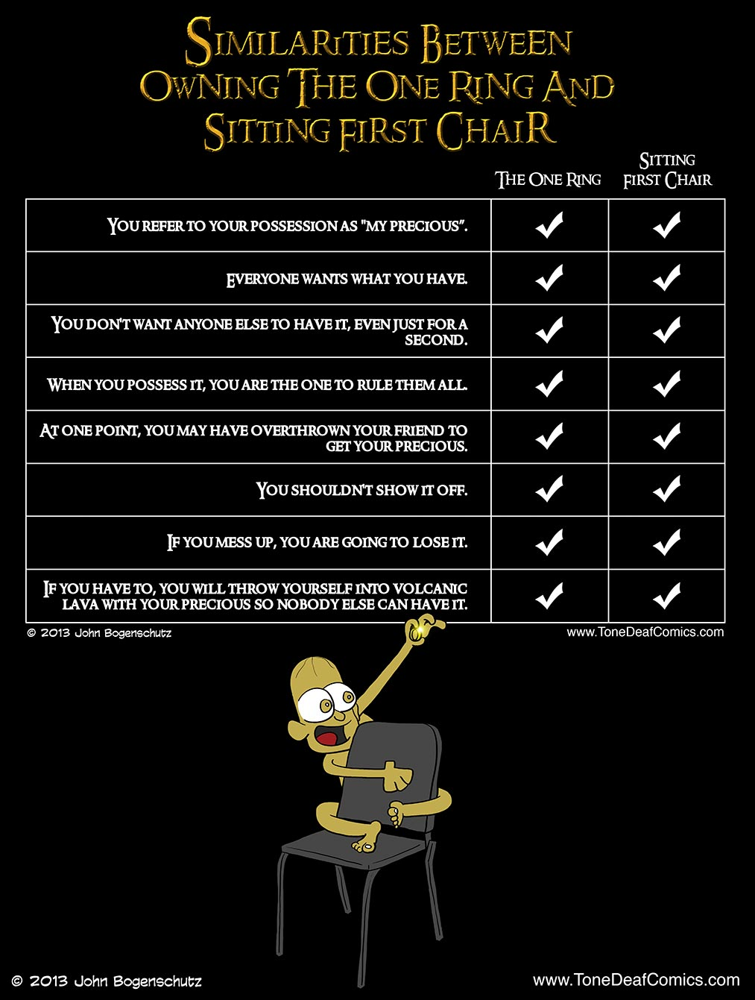 Similarities Between
Owning The One Ring And
Sitting First Chair
The One Ring
Sitting
First Chair
You refer to your possession as "my precious”.
Everyone wants what you have.
You don't want anyone else to have it, even just for a
second.
When you possess it, you are the one to rule them all.
At one point, you may have overthrown your friend to
get your precious.
You shouldn't show it off.
If you mess up, you are going to lose it.
If you have to, you will throw yourself into volcanic
lava with your precious so nobody else can have it.
© 2013 John Bogenschutz
www.ToneDeafComics.com
© 2013 John Bogenschutz
www.ToneDeafComics.com